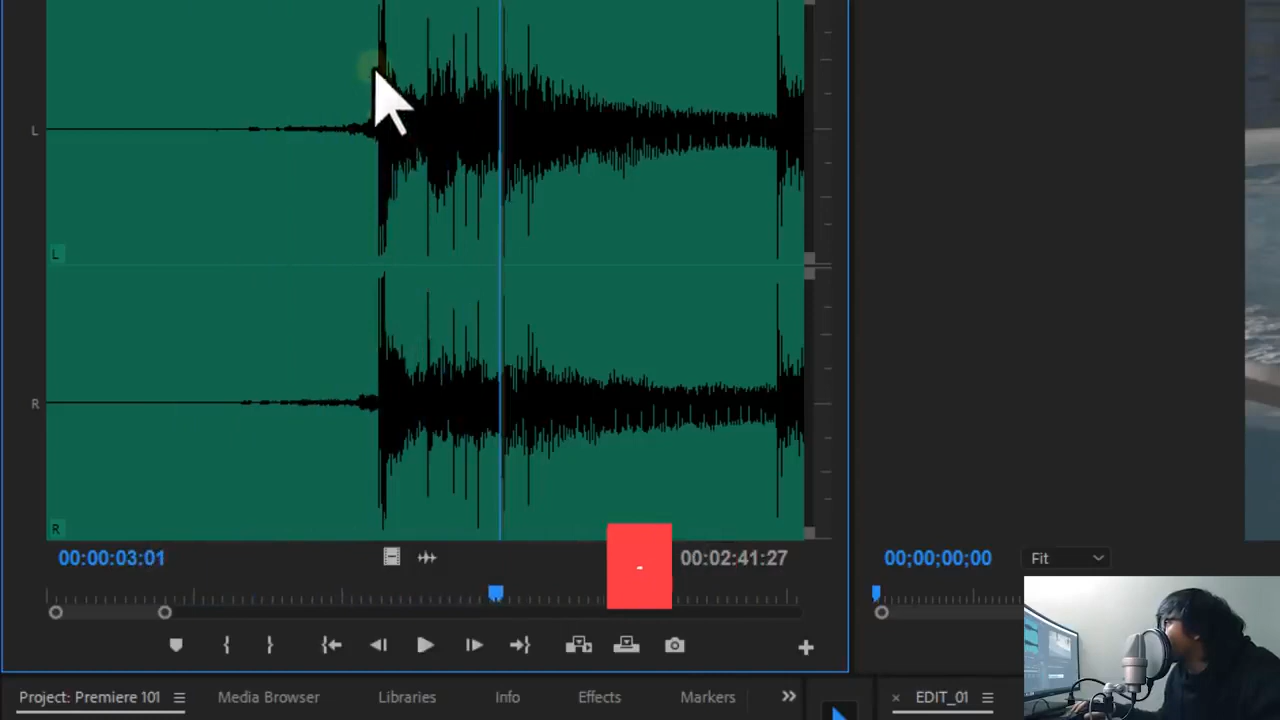 L
L
R
R
00:00:03:01
-
00:02:41:27
00;00;00;00
Fit
Project: Premiere 101
Media Browser
Libraries
Info
Effects
Markers
EDIT_01